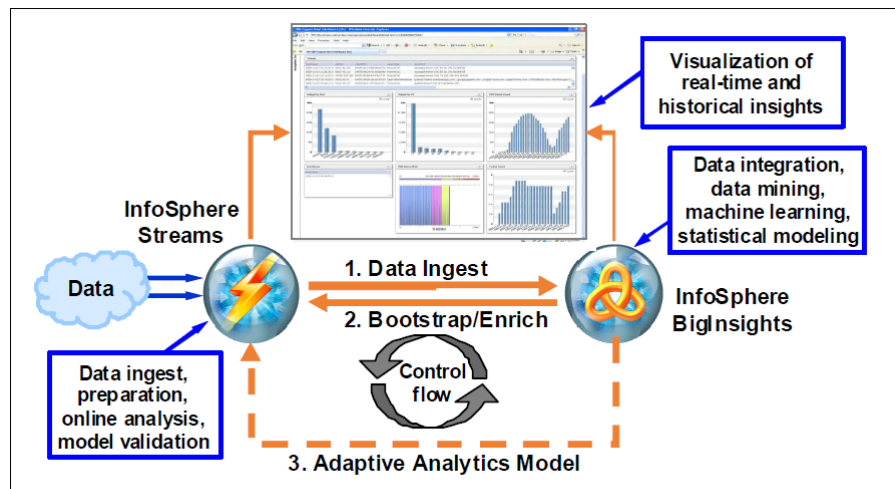 Visualization of
real-time and
historical insights
Data integration,
data mining,
machine learning,
statistical modeling
InfoSphere
Streams
Data
1. Data Ingest
2. Bootstrap/Enrich
InfoSphere
BigInsights
Control
flow
Data ingest,
preparation,
online analysis,
model validation
3. Adaptive Analytics Model